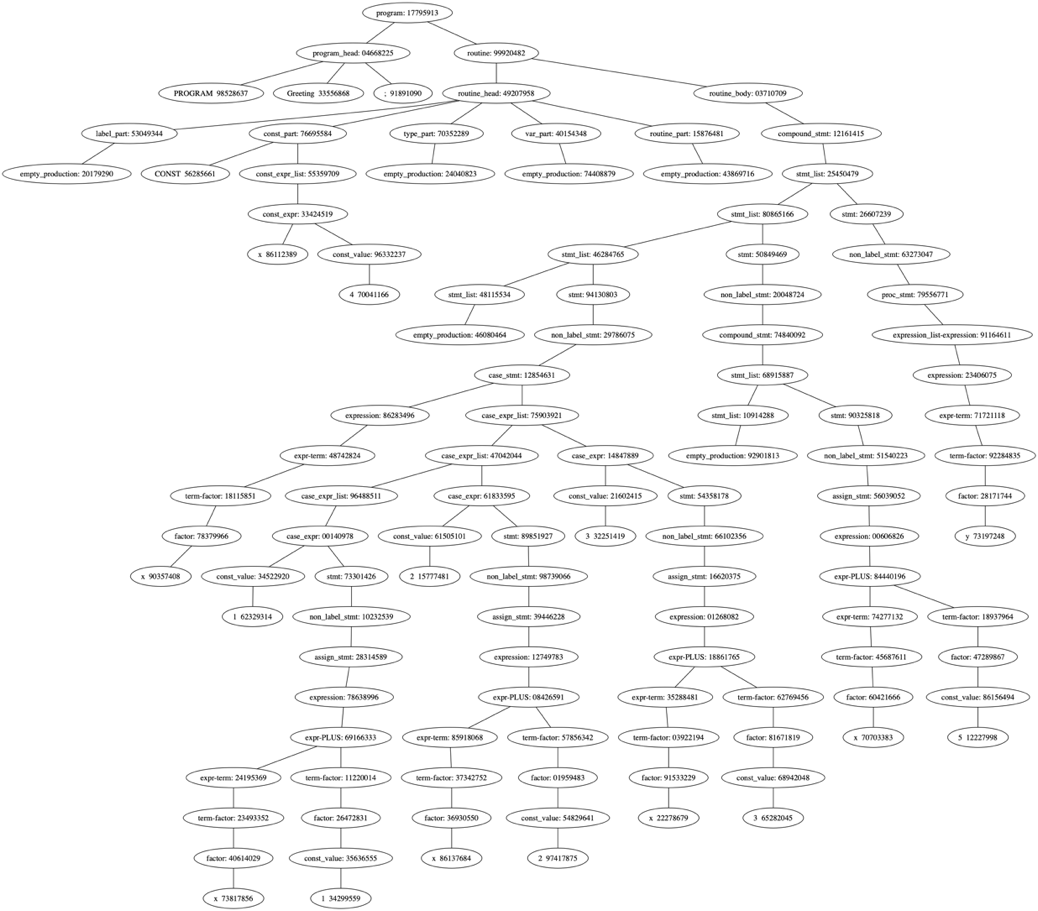 program: 17795913
program_head: 04668225
routine: 99920482
PROGRAM 98528637
Greeting 33556868
; 91891090
routine_head: 49207958
routine_body: 03710709
label_part: 53049344
const_part: 76695584
type_part: 70352289
var_part: 40154348
routine_part: 15876481
compound_stmt: 12161415
empty_production: 20179290
CONST 56285661
const_expr_list: 55359709
empty_production: 24040823
empty_production: 74408879
empty_production: 43869716
stmt_list: 25450479
const_expr: 33424519
stmt_list: 80865166
stmt: 26607239
x 86112389
const_value: 96332237
stmt_list: 46284765
stmt: 50849469
non_label_stmt: 63273047
4 70041166
stmt_list: 48115534
stmt: 94130803
non_label_stmt: 20048724
proc_stmt: 79556771
empty_production: 46080464
non_label_stmt: 29786075
compound_stmt: 74840092
expression_list-expression: 91164611
case_stmt: 12854631
stmt_list: 68915887
expression: 23406075
expression: 86283496
case_expr_list: 75903921
stmt_list: 10914288
stmt: 90325818
expr-term: 71721118
expr-term: 48742824
case_expr_list: 47042044
case_expr: 14847889
empty_production: 92901813
non_label_stmt: 51540223
term-factor: 92284835
term-factor: 18115851
case_expr_list: 96488511
case_expr: 61833595
const_value: 21602415
stmt: 54358178
assign_stmt: 56039052
factor: 28171744
factor: 78379966
case_expr: 00140978
const_value: 61505101
stmt: 89851927
3 32251419
non_label_stmt: 66102356
expression: 00606826
y 73197248
x 90357408
const_value: 34522920
stmt: 73301426
2 15777481
non_label_stmt: 98739066
assign_stmt: 16620375
expr-PLUS: 84440196
1 62329314
non_label_stmt: 10232539
assign_stmt: 39446228
expression: 01268082
expr-term: 74277132
term-factor: 18937964
assign_stmt: 28314589
expression: 12749783
expr-PLUS: 18861765
term-factor: 45687611
factor: 47289867
expression: 78638996
expr-PLUS: 08426591
expr-term: 35288481
term-factor: 62769456
factor: 60421666
const_value: 86156494
expr-PLUS: 69166333
expr-term: 85918068
term-factor: 57856342
term-factor: 03922194
factor: 81671819
x 70703383
5 12227998
expr-term: 24195369
term-factor: 11220014
term-factor: 37342752
factor: 01959483
factor: 91533229
const_value: 68942048
term-factor: 23493352
factor: 26472831
factor: 36930550
const_value: 54829641
x 22278679
3 65282045
factor: 40614029
const_value: 35636555
x 86137684
2 97417875
x 73817856
1 34299559